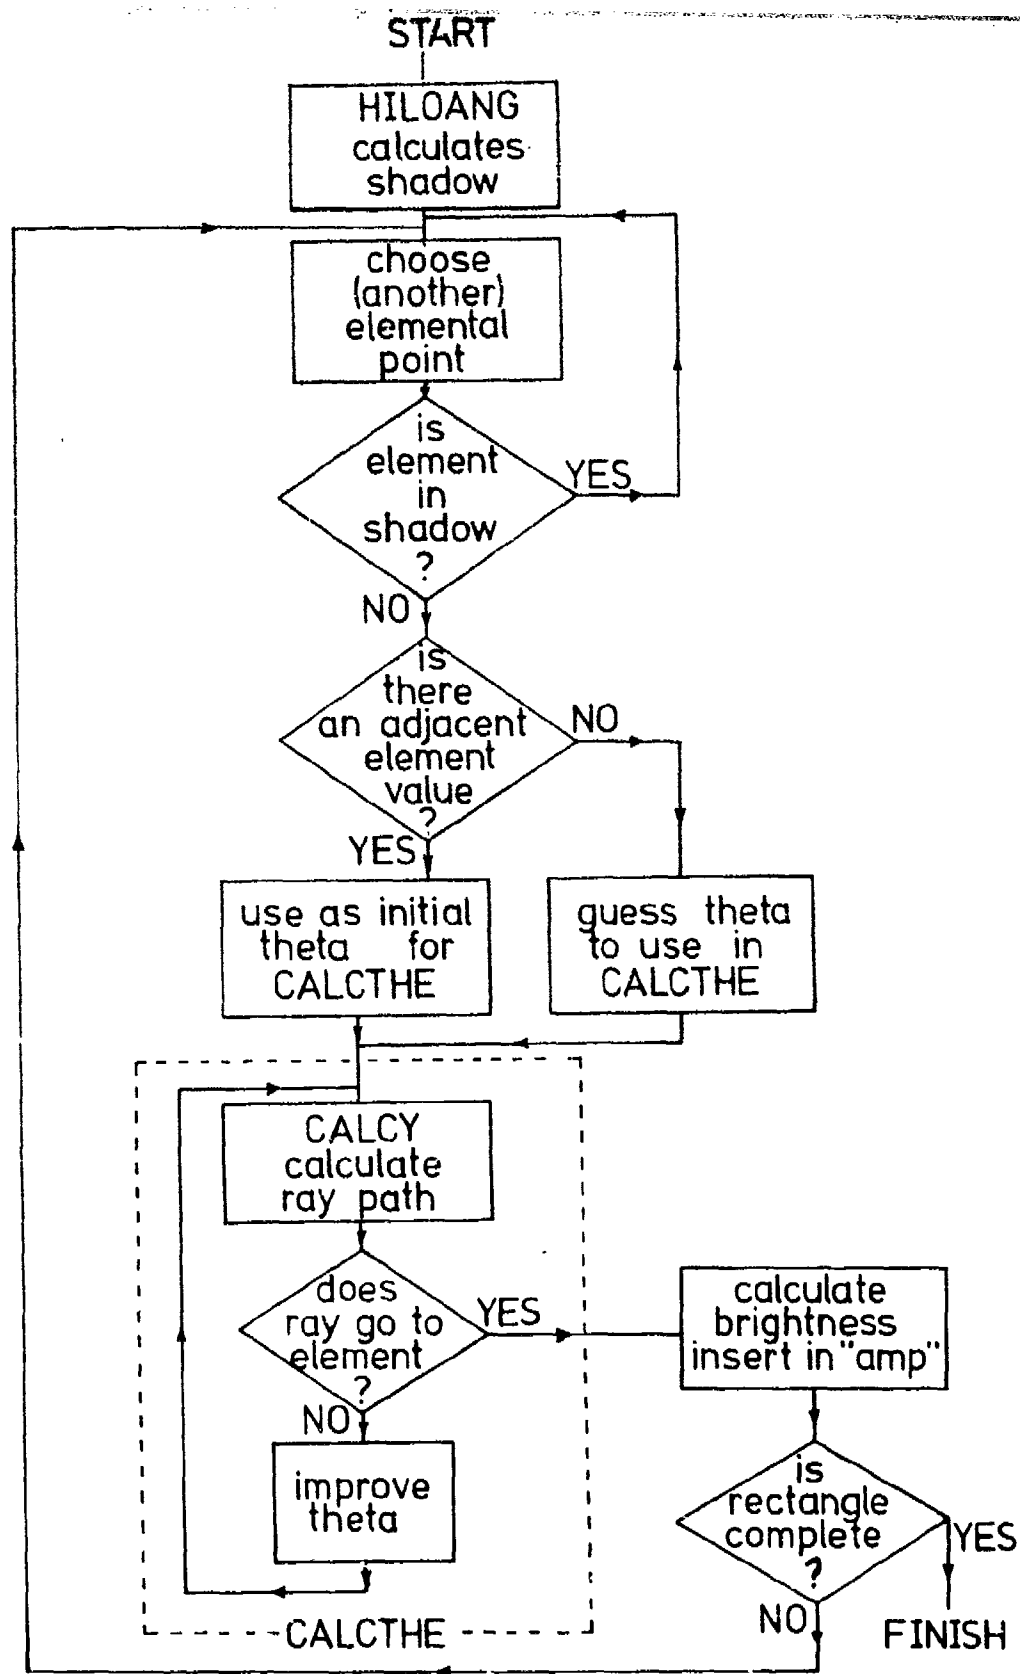 START
HILOANG
calculates
shadow
choose
(another)
elemental
point
is
element
in
shadow
?
YES
NO
is
there
an adjacent
element
value
?
NO
YES
use as initial
theta for
CALCTHE
guess theta
to use in
CALCTHE
CALCY
calculate
ray path
does
ray go to
element
?
YES
NO
improve
theta
CALCTHE
calculate
brightness
insert in "amp"
is
rectangle
complete
?
YES
NO
FINISH